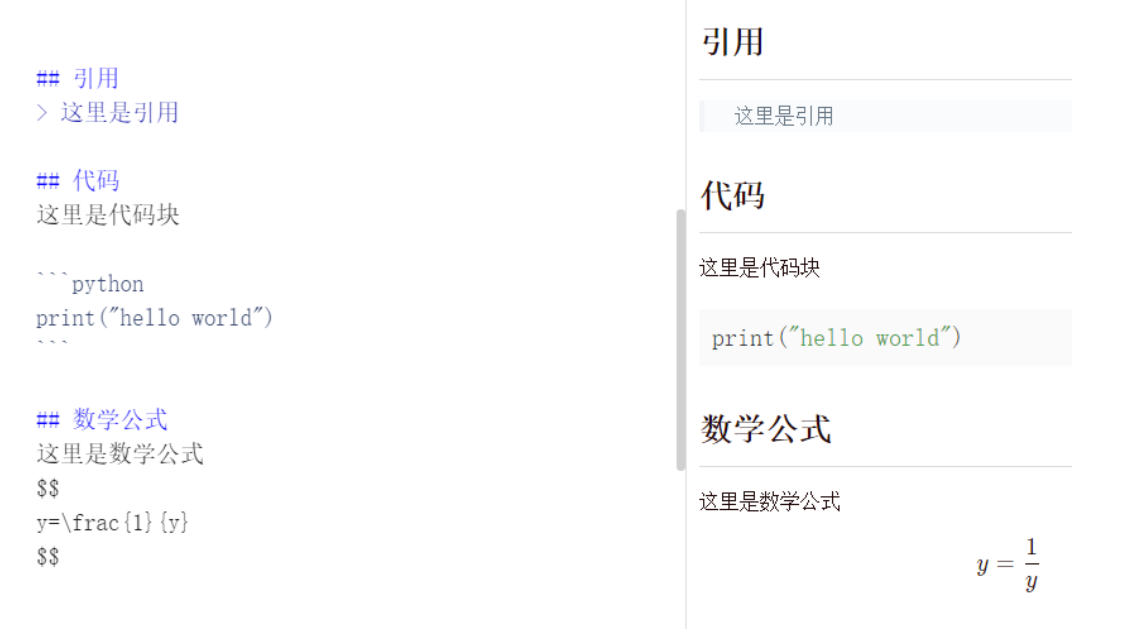 ## 引用
> 这里是引用
## 代码
这里是代码块
```python
print("hello world")
```
## 数学公式
这里是数学公式
$$
y=\frac{1}{y}
$$
引用
这里是引用
代码
这里是代码块
print("hello world")
数学公式
这里是数学公式
y = 1/y